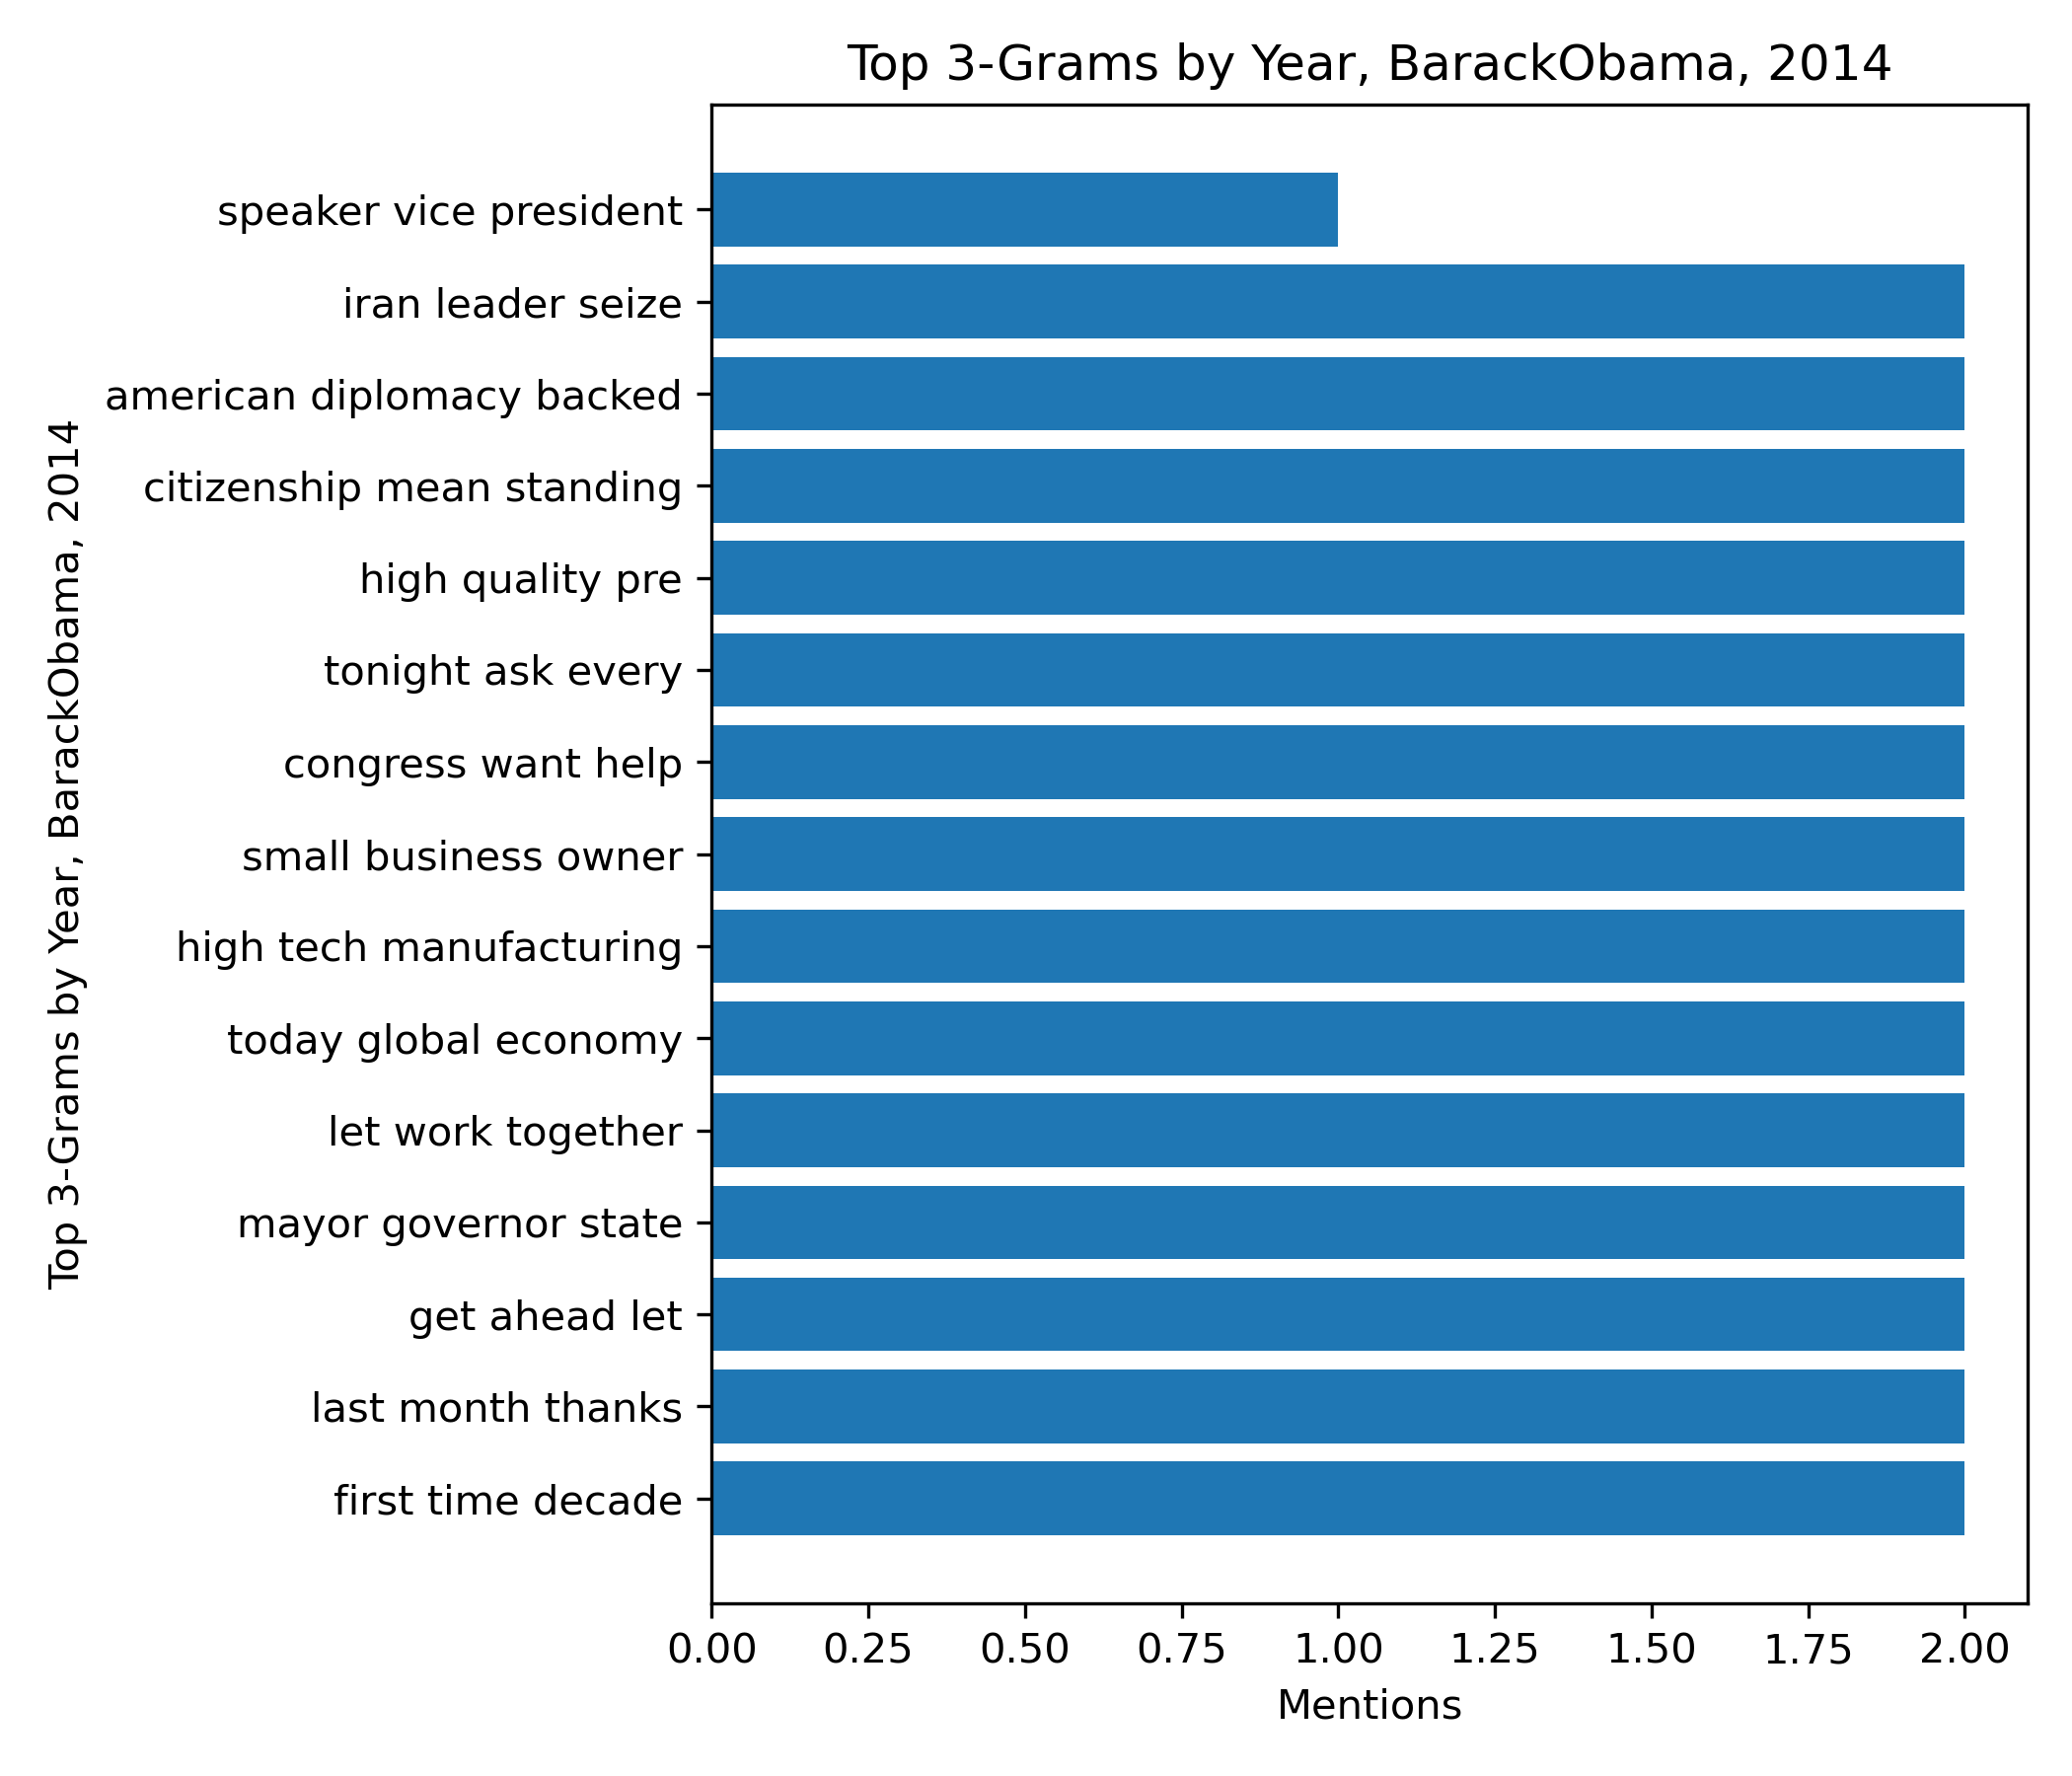 Top 3-Grams by Year, BarackObama, 2014
Top 3-Grams by Year, BarackObama, 2014
speaker vice president
iran leader seize
american diplomacy backed
citizenship mean standing
high quality pre
tonight ask every
congress want help
small business owner
high tech manufacturing
today global economy
let work together
mayor governor state
get ahead let
last month thanks
first time decade
0.00 0.25 0.50 0.75 1.00 1.25 1.50 1.75 2.00
Mentions